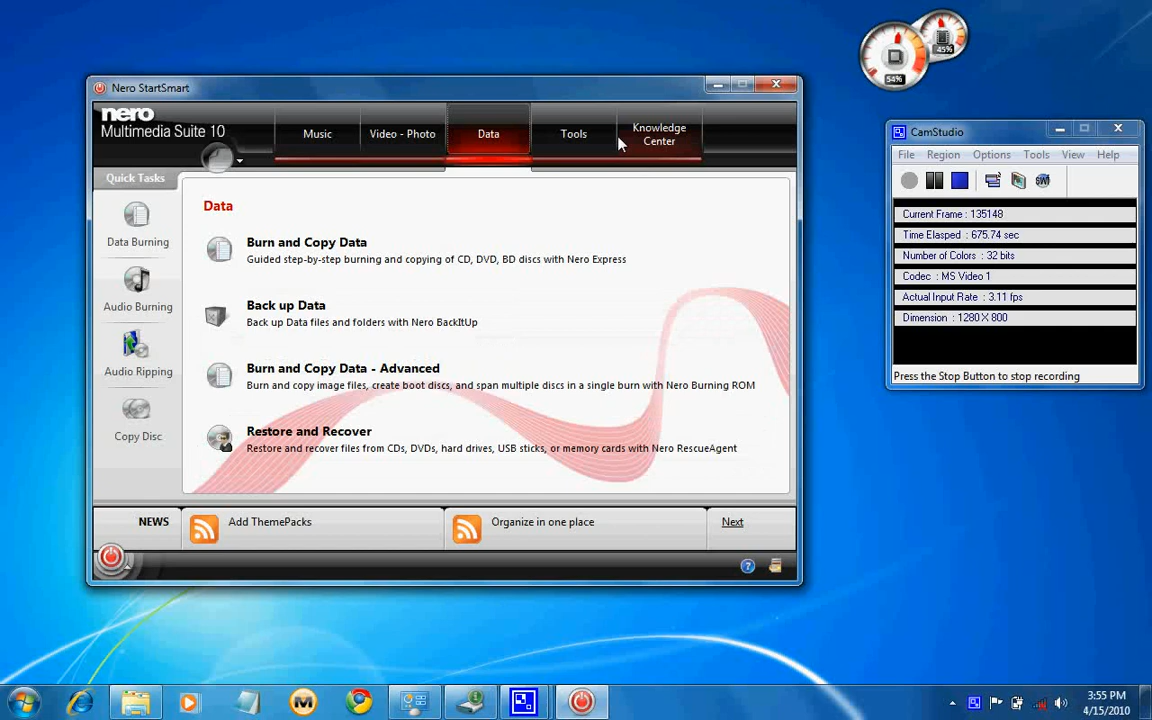 45%
54%
Nero StartSmart
nero
Multimedia Suite 10
Music
Video - Photo
Data
Tools
Knowledge
Center
Quick Tasks
Data Burning
Audio Burning
Audio Ripping
Copy Disc
Data
Burn and Copy Data
Guided step-by-step burning and copying of CD, DVD, BD discs with Nero Express
Back up Data
Back up Data files and folders with Nero BackItUp
Burn and Copy Data - Advanced
Burn and copy image files, create boot discs, and span multiple discs in a single burn with Nero Burning ROM
Restore and Recover
Restore and recover files from CDs, DVDs, hard drives, USB sticks, or memory cards with Nero RescueAgent
NEWS
Add ThemePacks
Organize in one place
Next
CamStudio
File Region Options Tools View Help
SWF
Current Frame : 135148
Time Elasped : 675.74 sec
Number of Colors : 32 bits
Codec : MS Video 1
Actual Input Rate : 3.11 fps
Dimension : 1280 X 800
Press the Stop Button to stop recording
3:55 PM
4/15/2010